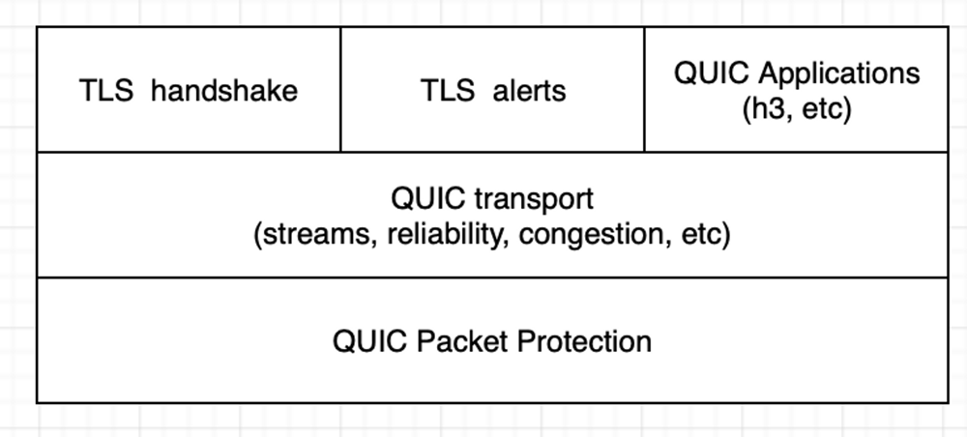 TLS handshake
TLS alerts
QUIC Applications
(h3, etc)
QUIC transport
(streams, reliability, congestion, etc)
QUIC Packet Protection